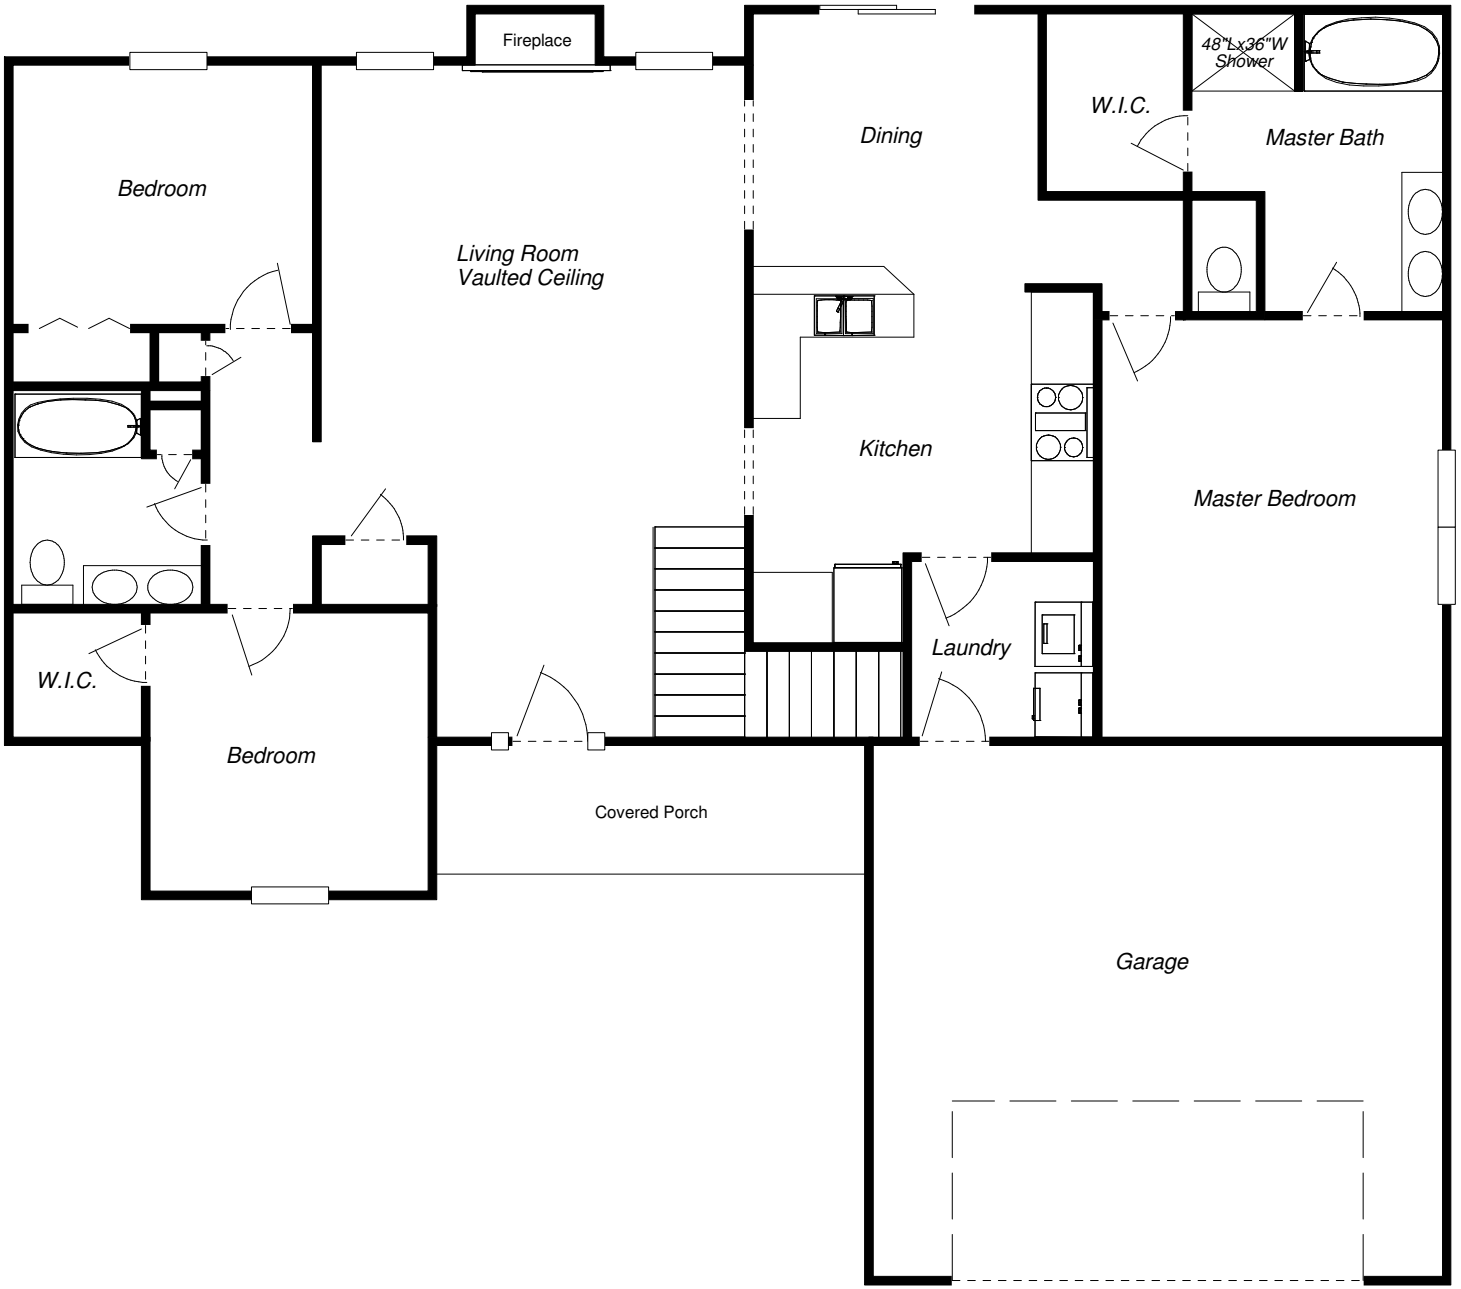 Fireplace
48"Lx36"W
Shower
W.I.C.
Dining
Master Bath
Bedroom
Living Room
Vaulted Ceiling
Kitchen
Master Bedroom
Laundry
W.I.C.
Bedroom
Covered Porch
Garage